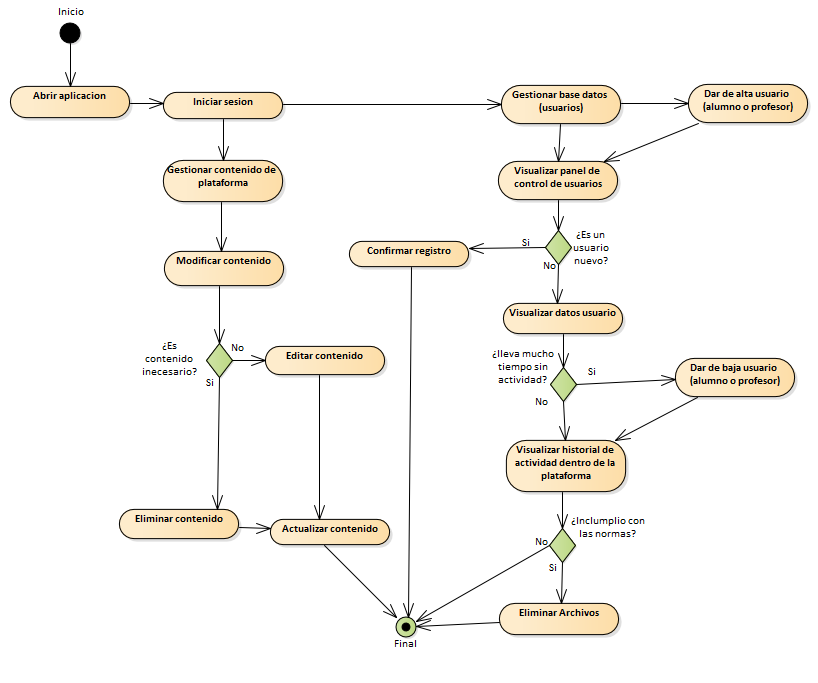 Inicio
Abrir aplicacion
Iniciar sesion
Gestionar base datos
(usuarios)
Dar de alta usuario
(alumno o profesor)
Gestionar contenido de
plataforma
Visualizar panel de
control de usuarios
Modificar contenido
Confirmar registro
Si
¿Es un
usuario
nuevo?
No
Visualizar datos usuario
¿Es
contenido
inecesario?
No
Si
Editar contenido
¿lleva mucho
tiempo sin
actividad?
Si
No
Dar de baja usuario
(alumno o profesor)
Visualizar historial de
actividad dentro de la
plataforma
Eliminar contenido
Actualizar contenido
¿Inclumplio con
las normas?
No
Si
Eliminar Archivos
Final